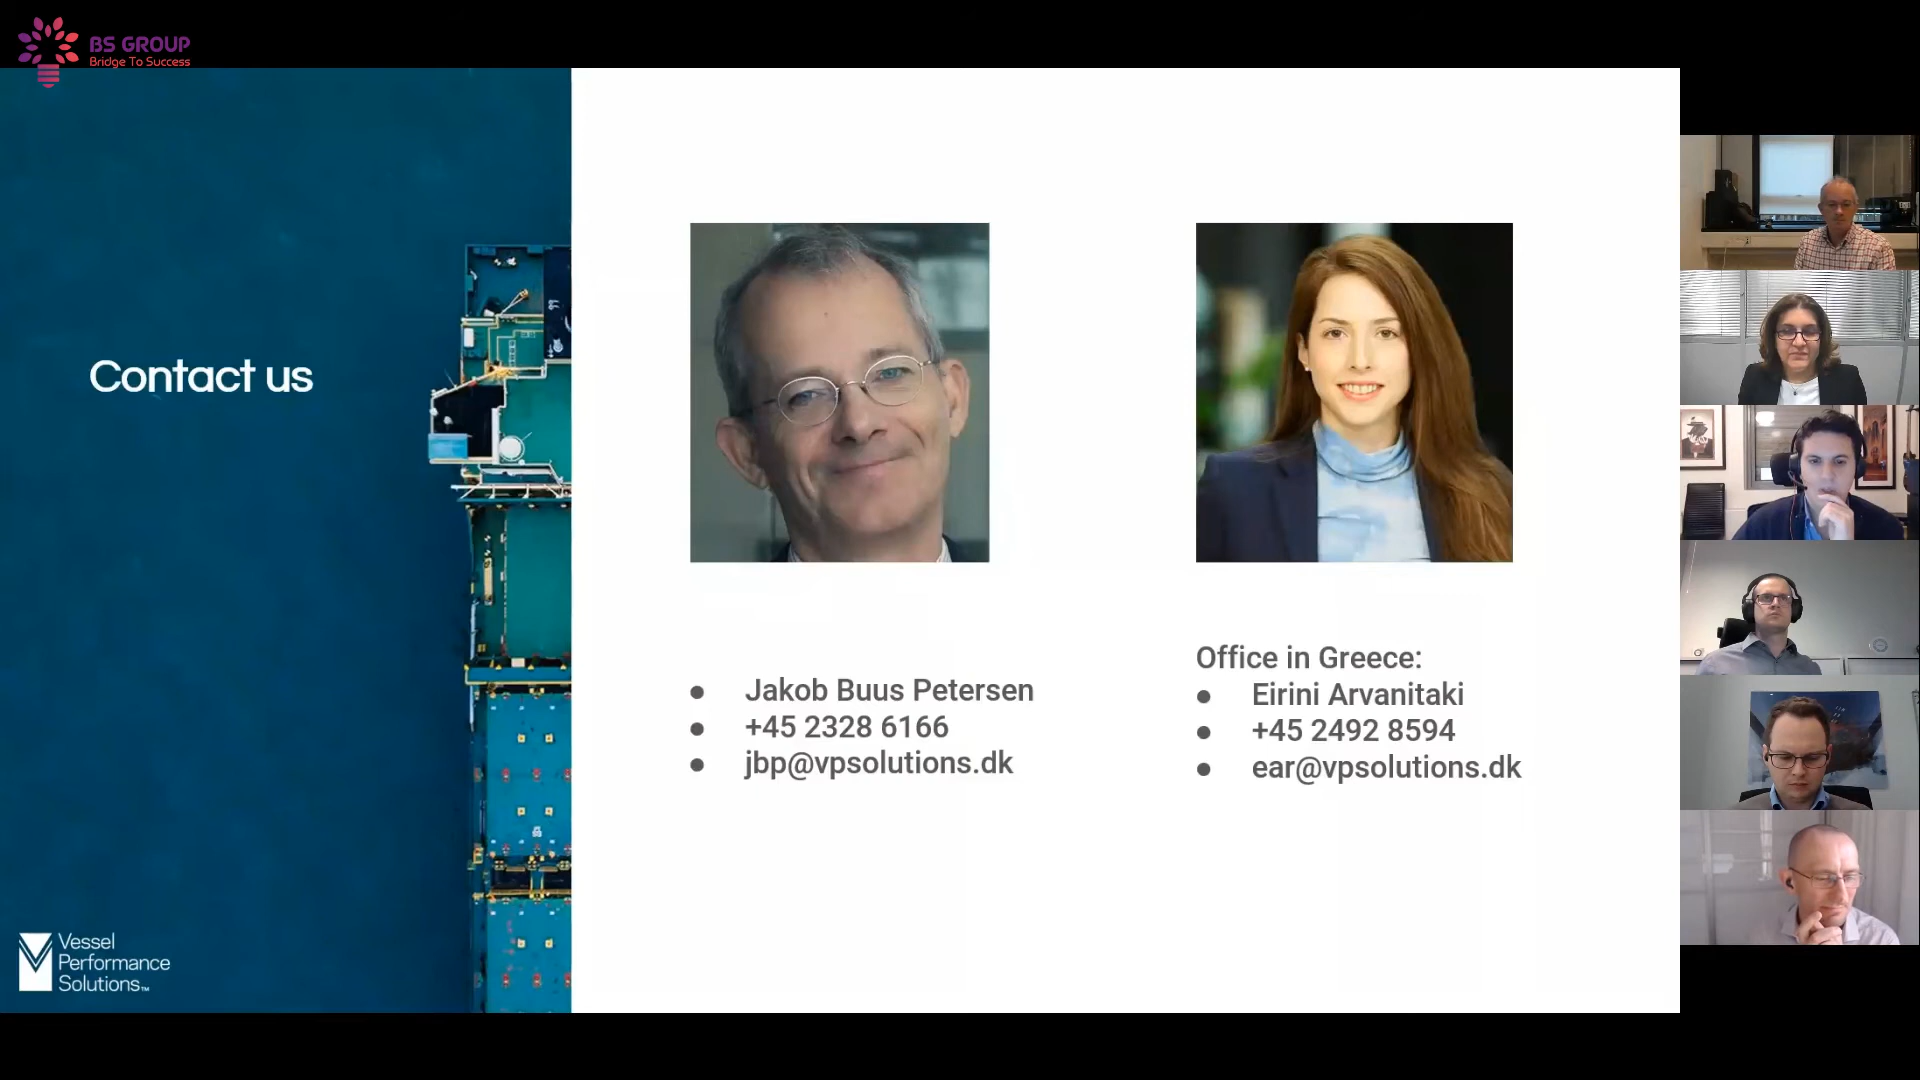 BS GROUP
Bridge To Success
Contact us
Jakob Buus Petersen
+45 2328 6166
jbp@vpsolutions.dk
Office in Greece:
Eirini Arvanitaki
+45 2492 8594
ear@vpsolutions.dk
Vessel
Performance
Solutions™